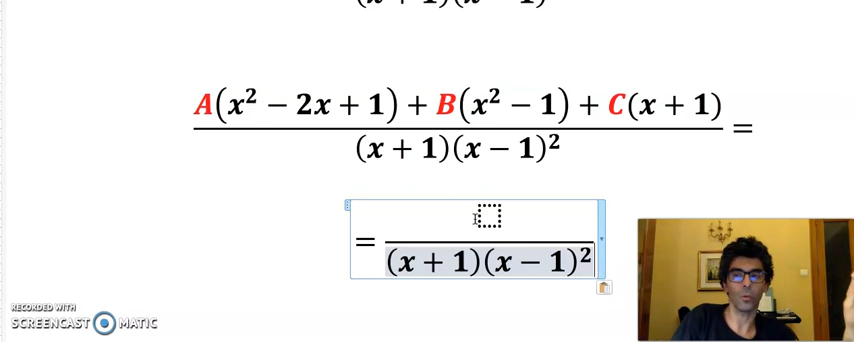 A(x² − 2x + 1) + B(x² − 1) + C(x + 1)
(x + 1)(x − 1)²
=
=
(x + 1)(x − 1)²
RECORDED WITH
SCREENCAST MATIC